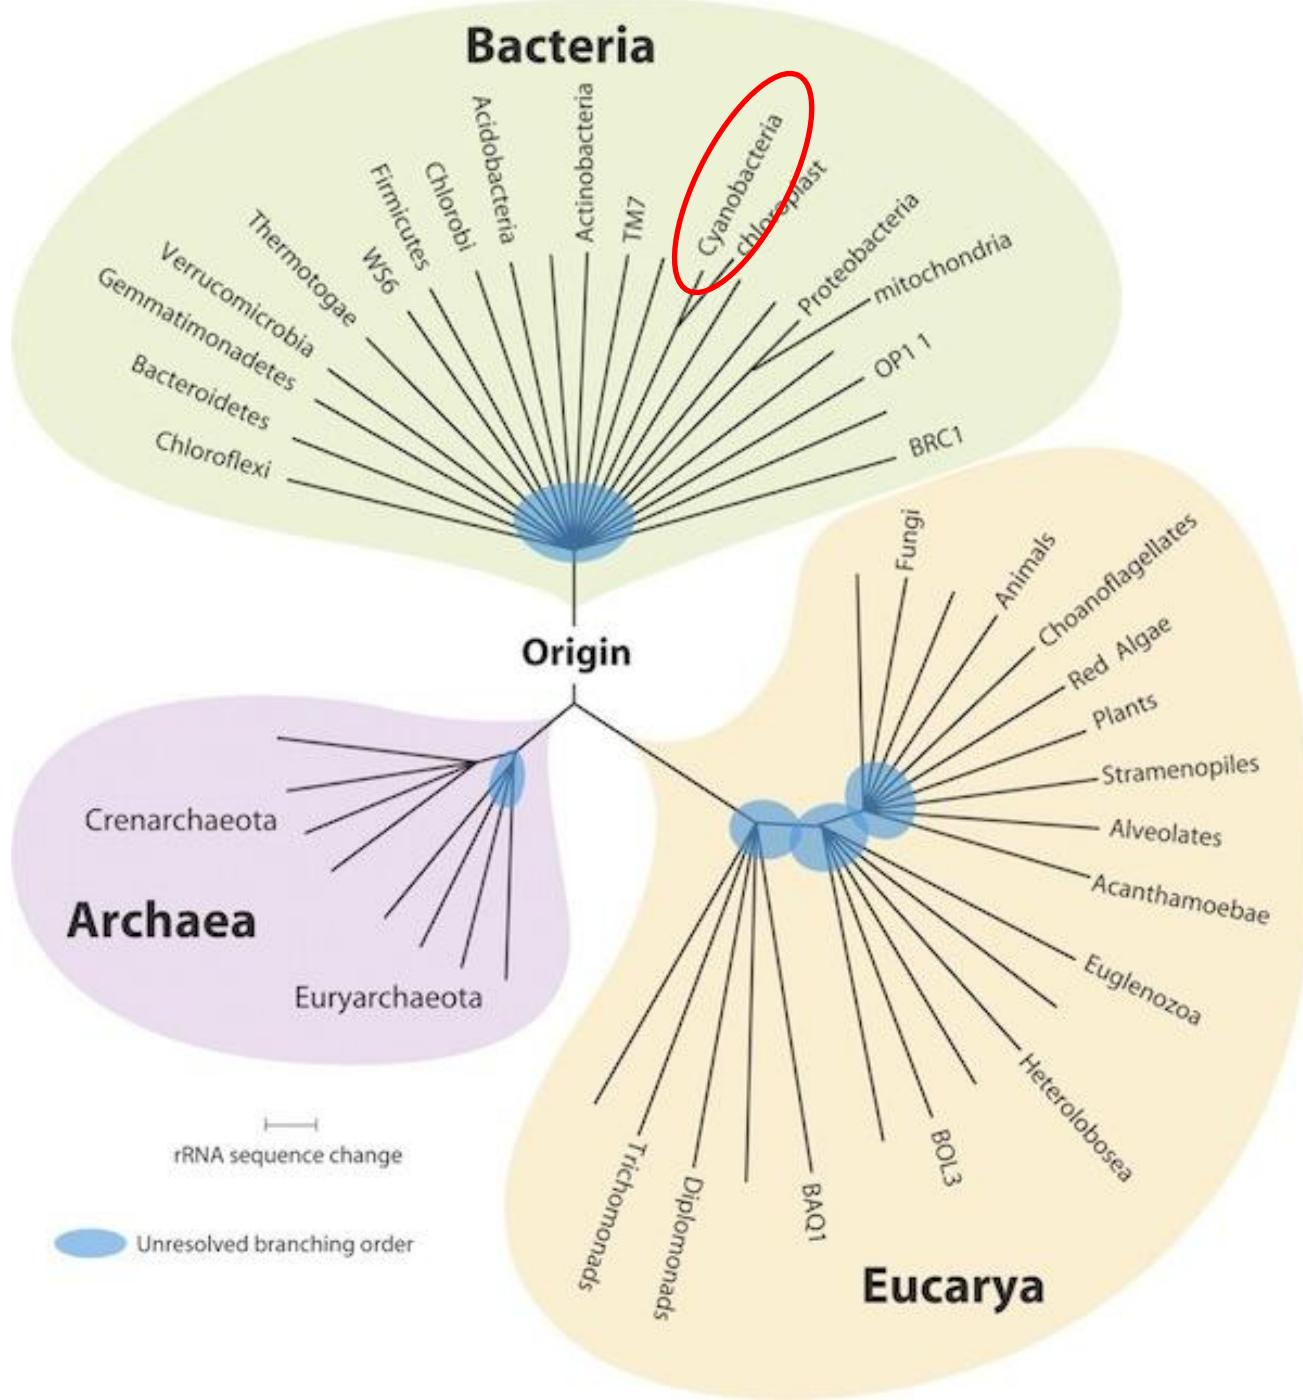 Bacteria
Chloroflexi
Bacteroidetes
Gemmatimonadetes
Verrucomicrobia
Thermotogae
WS6
Firmicutes
Chlorobi
Acidobacteria
Actinobacteria
TM7
Cyanobacteria
chloroplast
Proteobacteria
mitochondria
OP1 1
BRC1
Origin
Fungi
Animals
Choanoflagellates
Red Algae
Plants
Stramenopiles
Alveolates
Acanthamoebae
Euglenozoa
Heterolobosea
BOL3
BAQ1
Diplomonads
Trichomonads
Eucarya
Crenarchaeota
Archaea
Euryarchaeota
rRNA sequence change
Unresolved branching order